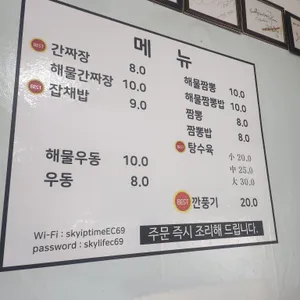 메 뉴
BEST 간짜장 8.0
해물간짜장 10.0
BEST 잡채밥 9.0
해물우동 10.0
우동 8.0
해물짬뽕 10.0
해물짬뽕밥 10.0
짬뽕 8.0
짬뽕밥 8.0
BEST 탕수육 小 20.0
中 25.0
大 30.0
BEST 깐풍기 20.0
Wi-Fi : skyiptimeEC69
password : skylifec69
주문 즉시 조리해 드립니다.